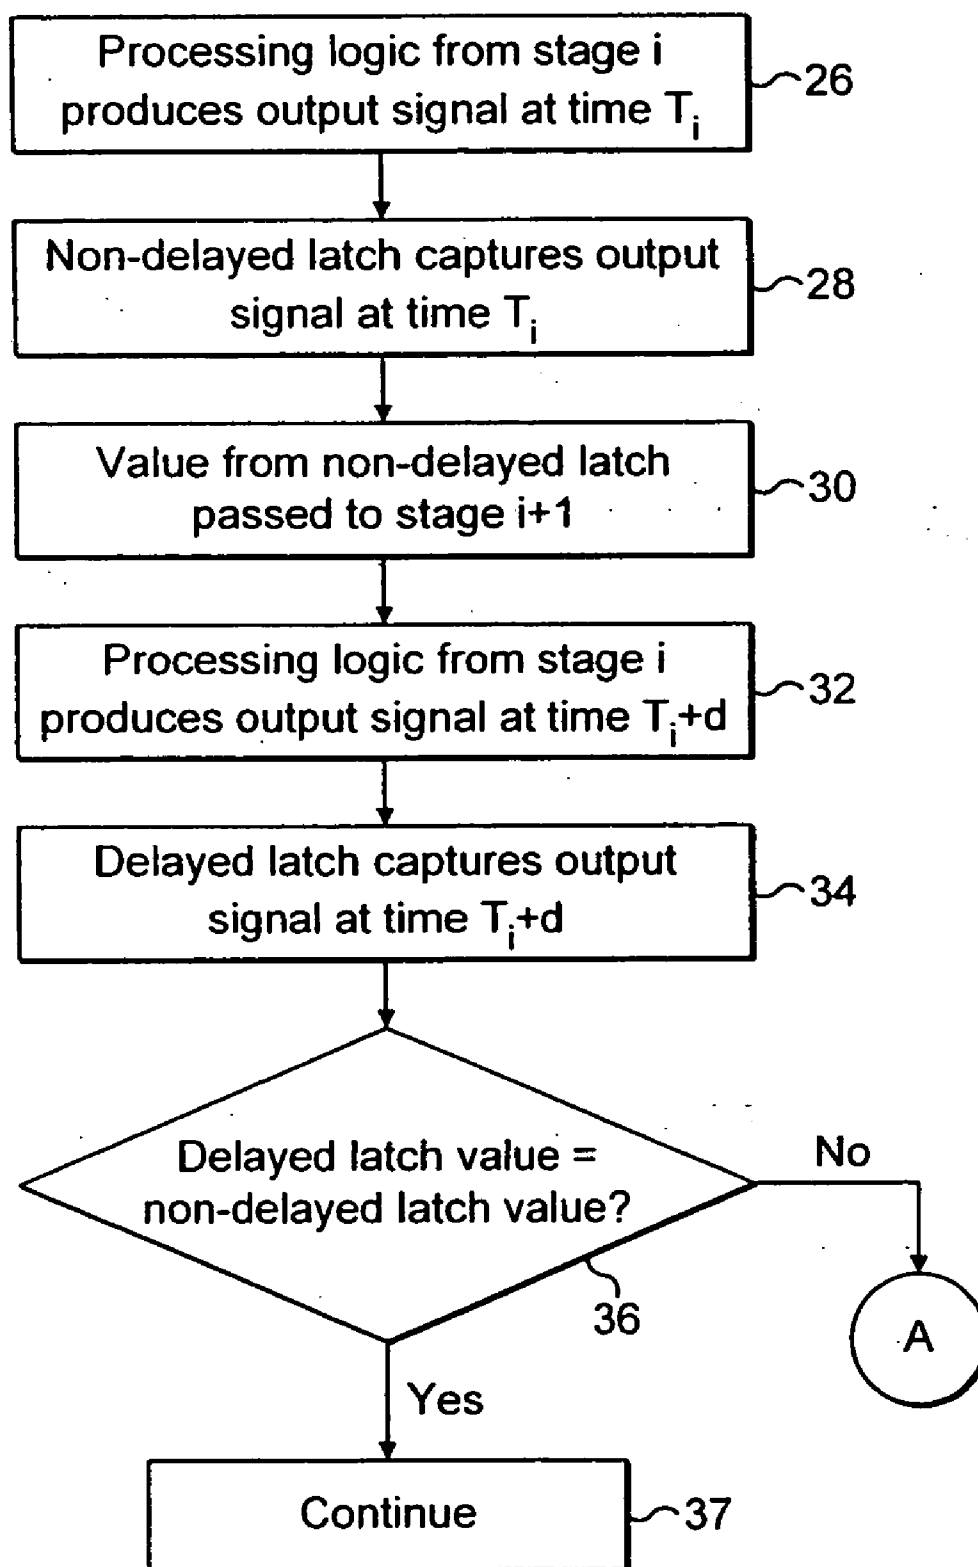 Processing logic from stage i
produces output signal at time Ti
26
Non-delayed latch captures output
signal at time Ti
28
Value from non-delayed latch
passed to stage i+1
30
Processing logic from stage i
produces output signal at time Ti+d
32
Delayed latch captures output
signal at time Ti+d
34
Delayed latch value =
non-delayed latch value?
36
No
A
Yes
Continue
37